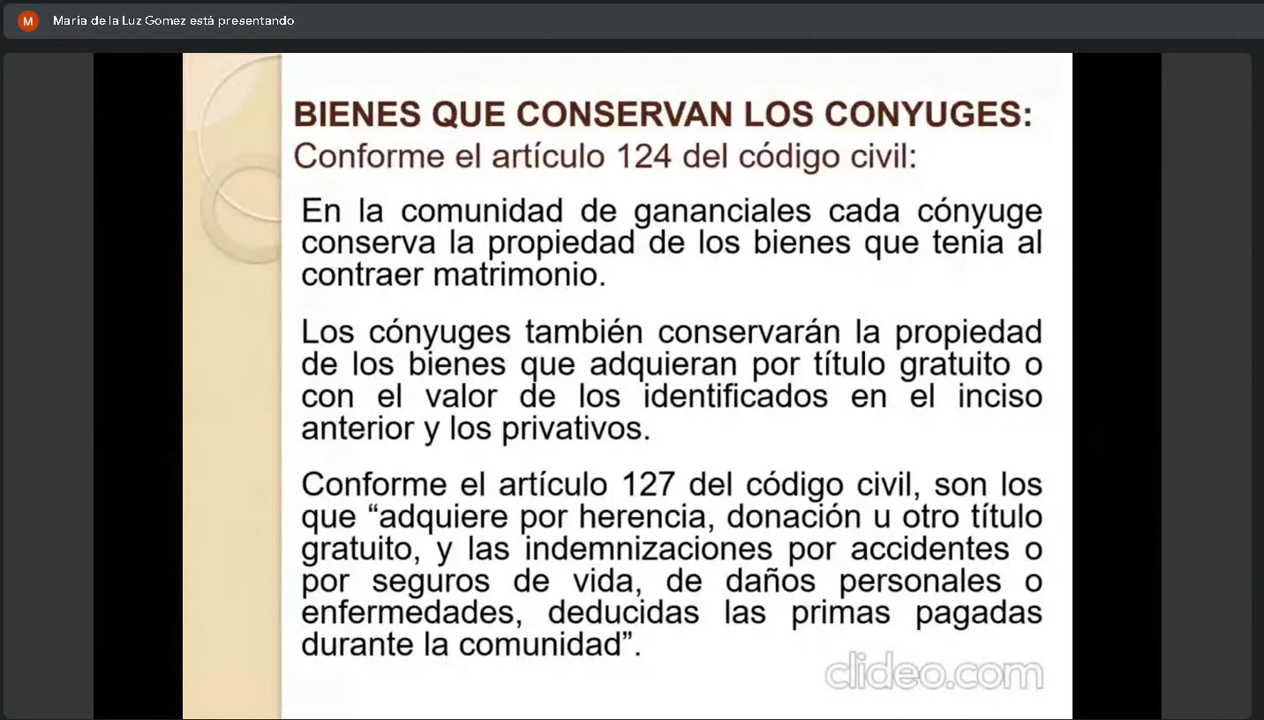 M
María de la Luz Gomez está presentando
BIENES QUE CONSERVAN LOS CONYUGES:
Conforme el artículo 124 del código civil:
En la comunidad de gananciales cada cónyuge
conserva la propiedad de los bienes que tenia al
contraer matrimonio.
Los cónyuges también conservarán la propiedad
de los bienes que adquieran por título gratuito o
con el valor de los identificados en el inciso
anterior y los privativos.
Conforme el artículo 127 del código civil, son los
que “adquiere por herencia, donación u otro título
gratuito, y las indemnizaciones por accidentes o
por seguros de vida, de daños personales o
enfermedades, deducidas las primas pagadas
durante la comunidad”.
clideo.com